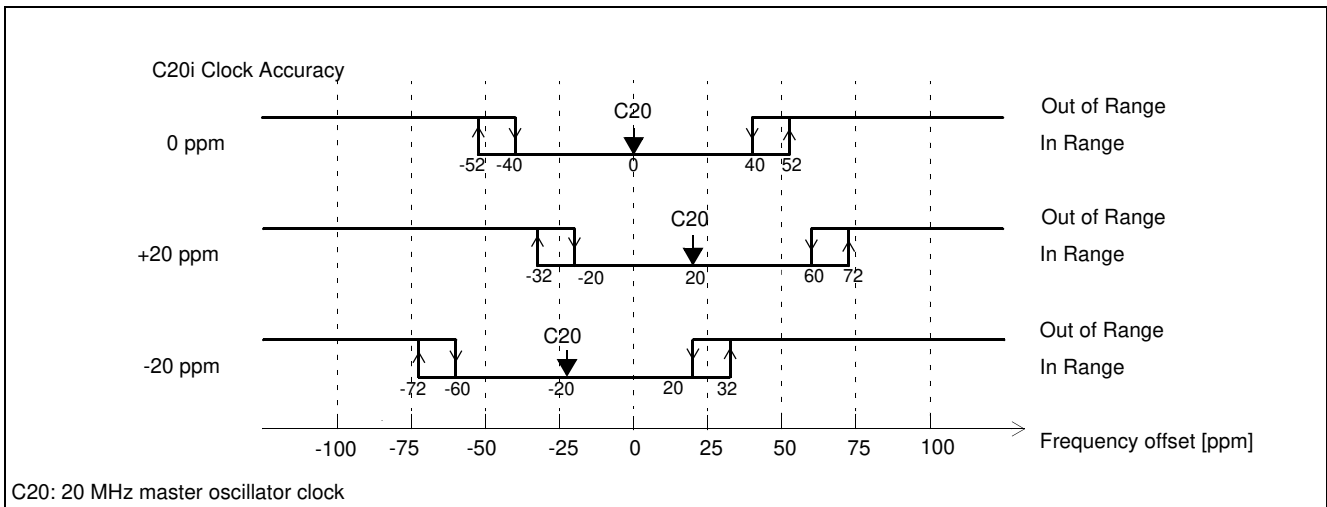 C20i Clock Accuracy
C20
Out of Range
0 ppm
In Range
-52 -40 0 40 52
C20
Out of Range
+20 ppm
In Range
-32 -20 20 60 72
C20
Out of Range
-20 ppm
In Range
-72 -60 -20 20 32
-100 -75 -50 -25 0 25 50 75 100 Frequency offset [ppm]
C20: 20 MHz master oscillator clock